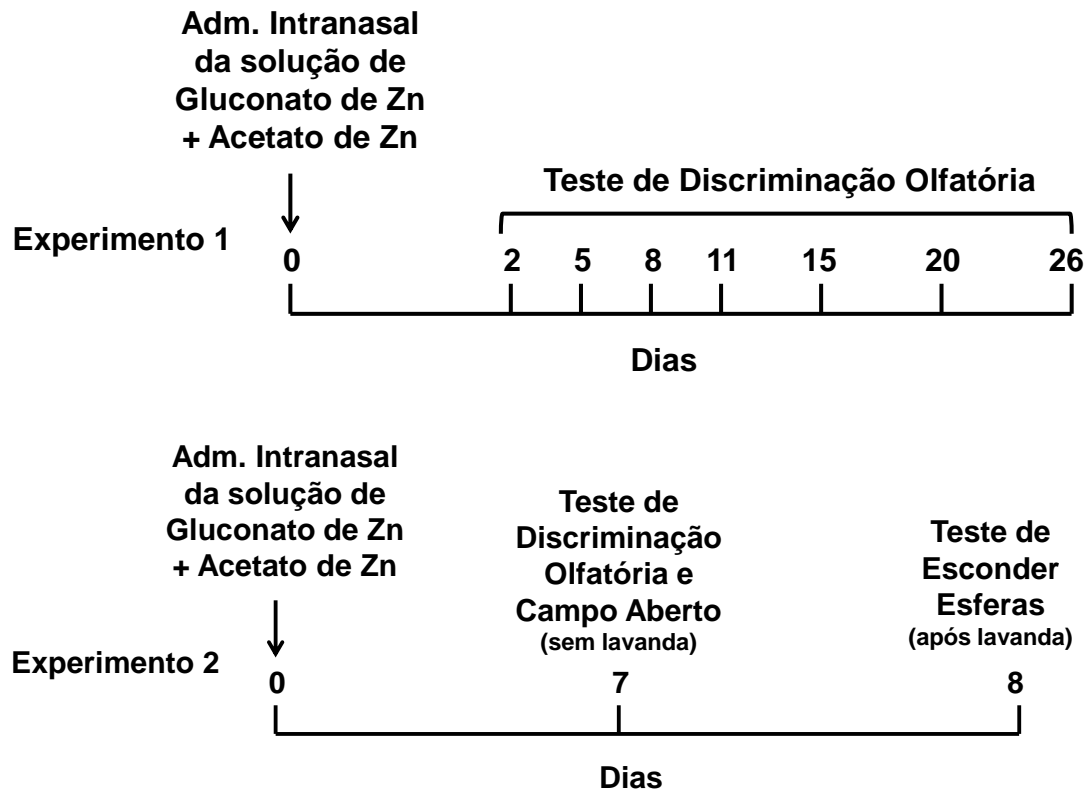 Adm. Intranasal
da solução de
Gluconato de Zn
+ Acetato de Zn
Teste de Discriminação Olfatória
Experimento 1
0 2 5 8 11 15 20 26
Dias
Adm. Intranasal
da solução de
Gluconato de Zn
+ Acetato de Zn
Teste de
Discriminação
Olfatória e
Campo Aberto
(sem lavanda)
Teste de
Esconder
Esferas
(após lavanda)
Experimento 2
0 7 8
Dias